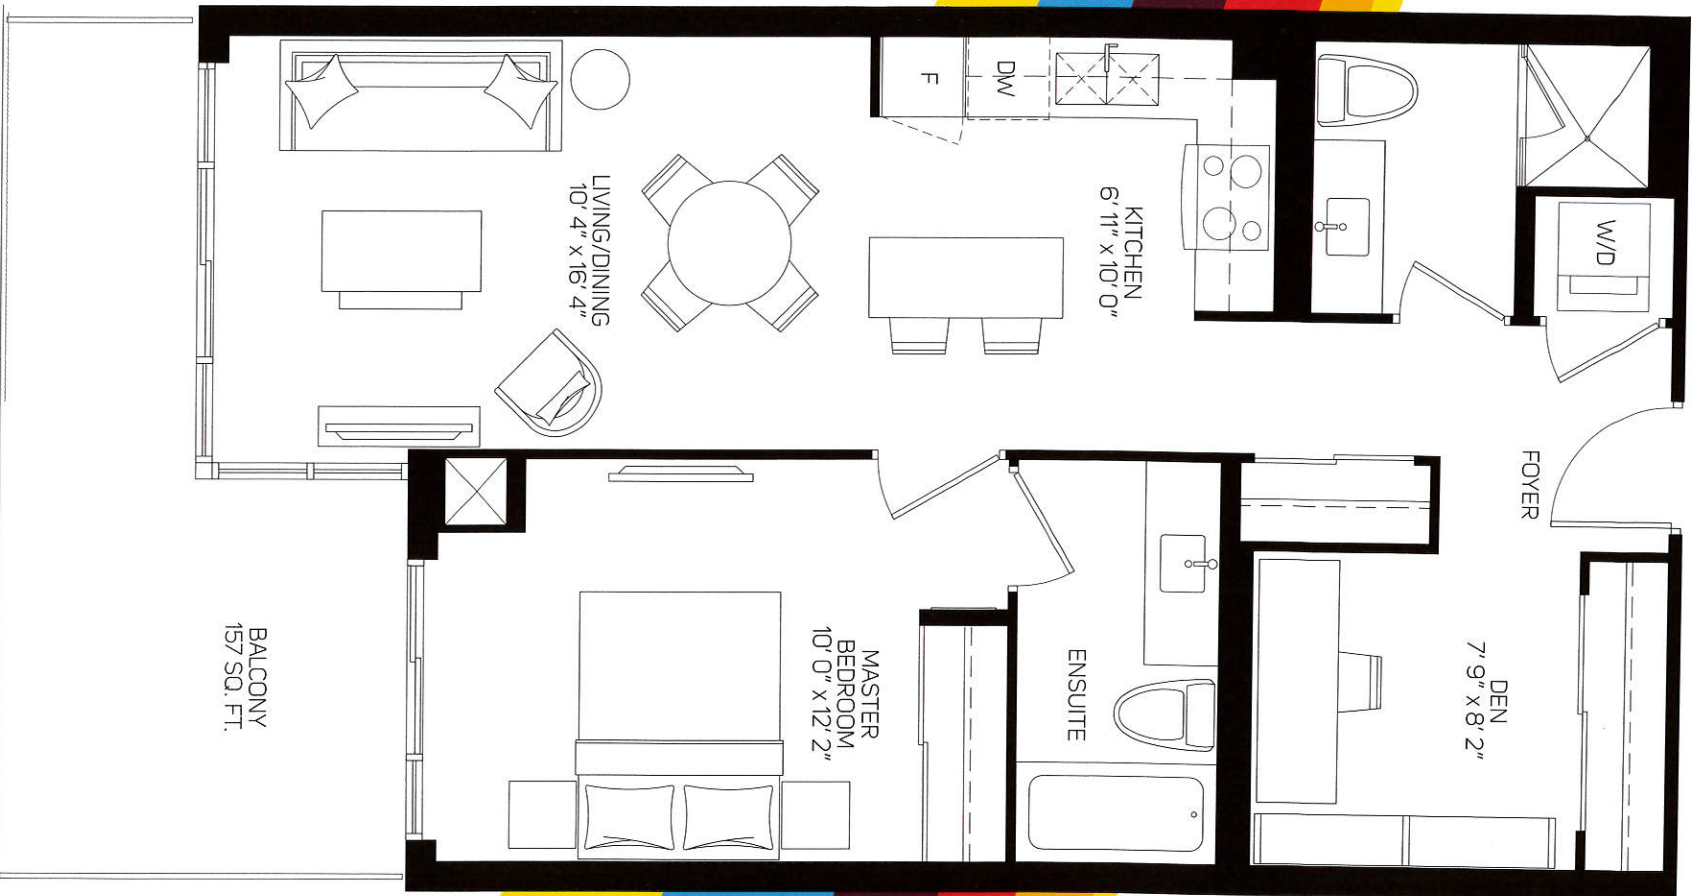 F
DW
KITCHEN
6' 11" x 10' 0"
LIVING/DINING
10' 4" x 16' 4"
W/D
FOYER
DEN
7' 9" x 8' 2"
ENSUITE
MASTER
BEDROOM
10' 0" x 12' 2"
BALCONY
157 SQ. FT.